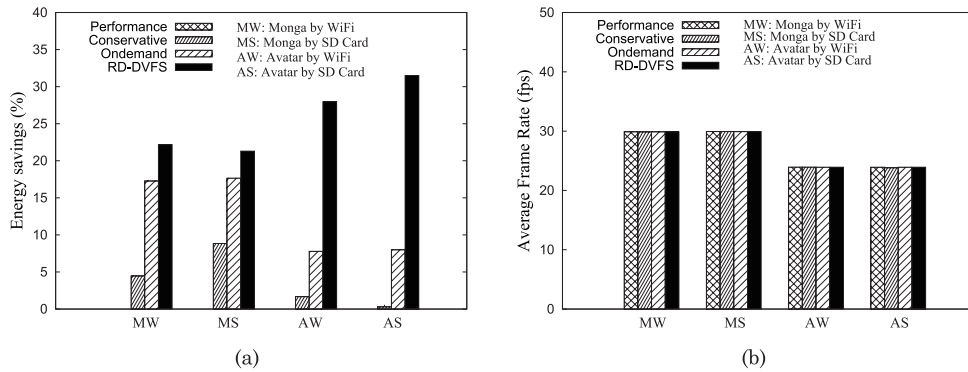 40
35
30
25
20
15
10
5
0
Energy savings (%)
Performance
Conservative
Ondemand
RD-DVFS
MW: Monga by WiFi
MS: Monga by SD Card
AW: Avatar by WiFi
AS: Avatar by SD Card
MW MS AW AS
(a)
50
40
30
20
10
0
Average Frame Rate (fps)
Performance
Conservative
Ondemand
RD-DVFS
MW: Monga by WiFi
MS: Monga by SD Card
AW: Avatar by WiFi
AS: Avatar by SD Card
MW MS AW AS
(b)